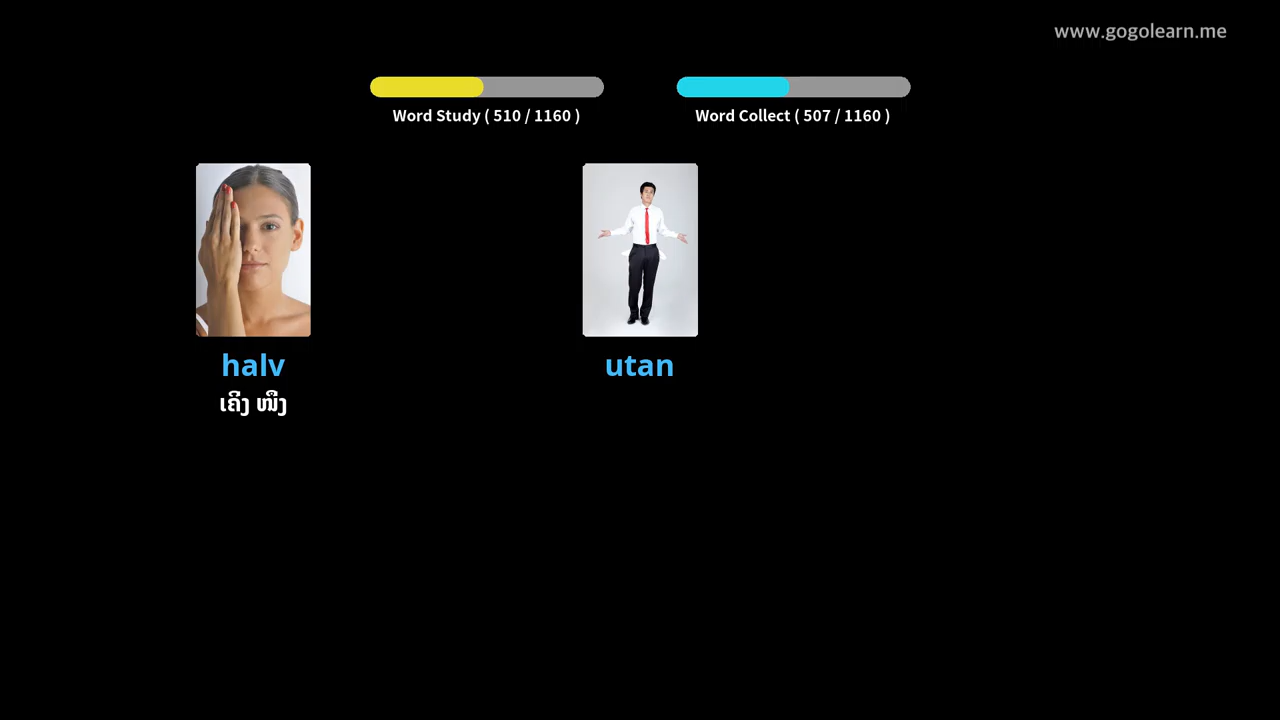 www.gogolearn.me
Word Study ( 510 / 1160 )
Word Collect ( 507 / 1160 )
halv
utan
ເຄິ່ງ ໜຶ່ງ